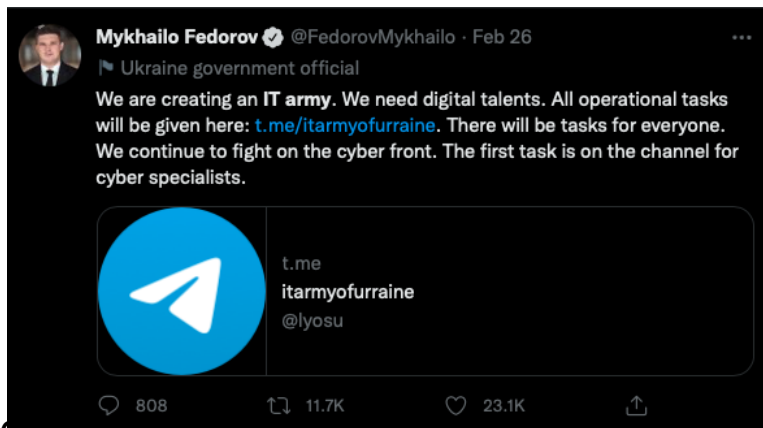 Mykhailo Fedorov @FedorovMykhailo · Feb 26
Ukraine government official
We are creating an IT army. We need digital talents. All operational tasks
will be given here: t.me/itarmyofurraine. There will be tasks for everyone.
We continue to fight on the cyber front. The first task is on the channel for
cyber specialists.
t.me
itarmyofurraine
@lyosu
808 11.7K 23.1K